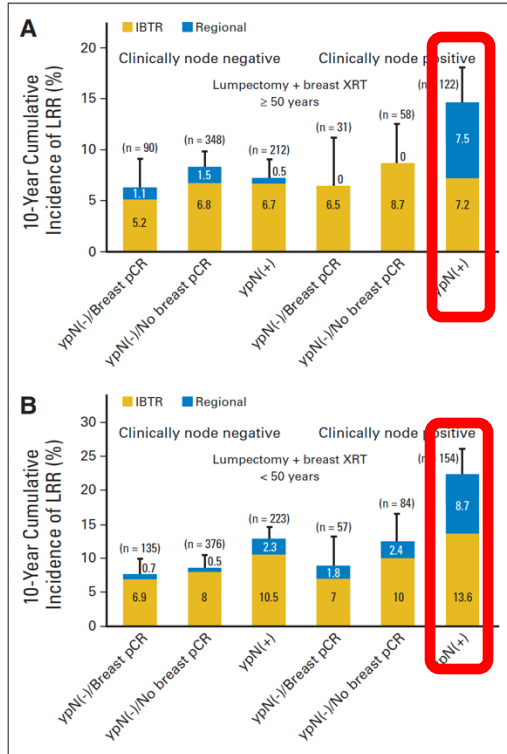 A
IBTR Regional
Clinically node negative Clinically node positive
Lumpectomy + breast XRT
≥ 50 years
10-Year Cumulative
Incidence of LRR (%)
20
15
10
5
0
(n = 90)
1.1
5.2
(n = 348)
1.5
6.8
(n = 212)
0.5
6.7
(n = 31)
0
6.5
(n = 58)
0
8.7
(n = 122)
7.5
7.2
ypN(-)/Breast pCR
ypN(-)/No breast pCR
ypN(+)
ypN(-)/Breast pCR
ypN(-)/No breast pCR
ypN(+)
B
IBTR Regional
Clinically node negative Clinically node positive
Lumpectomy + breast XRT
< 50 years
10-Year Cumulative
Incidence of LRR (%)
30
25
20
15
10
5
0
(n = 135)
0.7
6.9
(n = 376)
0.5
8
(n = 223)
2.3
10.5
(n = 57)
1.8
7
(n = 84)
2.4
10
(n = 154)
8.7
13.6
ypN(-)/Breast pCR
ypN(-)/No breast pCR
ypN(+)
ypN(-)/Breast pCR
ypN(-)/No breast pCR
ypN(+)